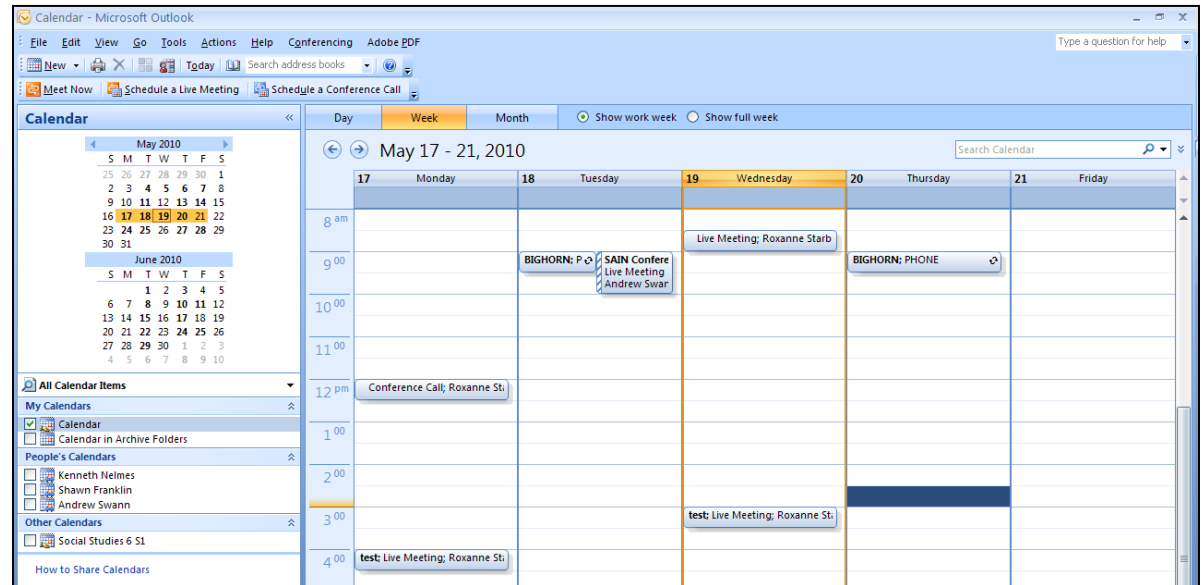 Calendar - Microsoft Outlook
File Edit View Go Tools Actions Help Conferencing Adobe PDF
Type a question for help
New Today Search address books
Meet Now Schedule a Live Meeting Schedule a Conference Call
Calendar «
Day Week Month Show work week Show full week
May 17 - 21, 2010
Search Calendar
May 2010
S M T W T F S
25 26 27 28 29 30 1
2 3 4 5 6 7 8
9 10 11 12 13 14 15
16 17 18 19 20 21 22
23 24 25 26 27 28 29
30 31
June 2010
S M T W T F S
1 2 3 4 5
6 7 8 9 10 11 12
13 14 15 16 17 18 19
20 21 22 23 24 25 26
27 28 29 30 1 2 3
4 5 6 7 8 9 10
All Calendar Items
My Calendars
Calendar
Calendar in Archive Folders
People's Calendars
Kenneth Nelmes
Shawn Franklin
Andrew Swann
Other Calendars
Social Studies 6 S1
How to Share Calendars
17 Monday 18 Tuesday 19 Wednesday 20 Thursday 21 Friday
8 am
Live Meeting; Roxanne Starb
9 00
BIGHORN; P
SAIN Confere
Live Meeting
Andrew Swar
BIGHORN; PHONE
10 00
11 00
12 pm
Conference Call; Roxanne Sta
1 00
2 00
3 00
test; Live Meeting; Roxanne Sta
4 00
test; Live Meeting; Roxanne Sta